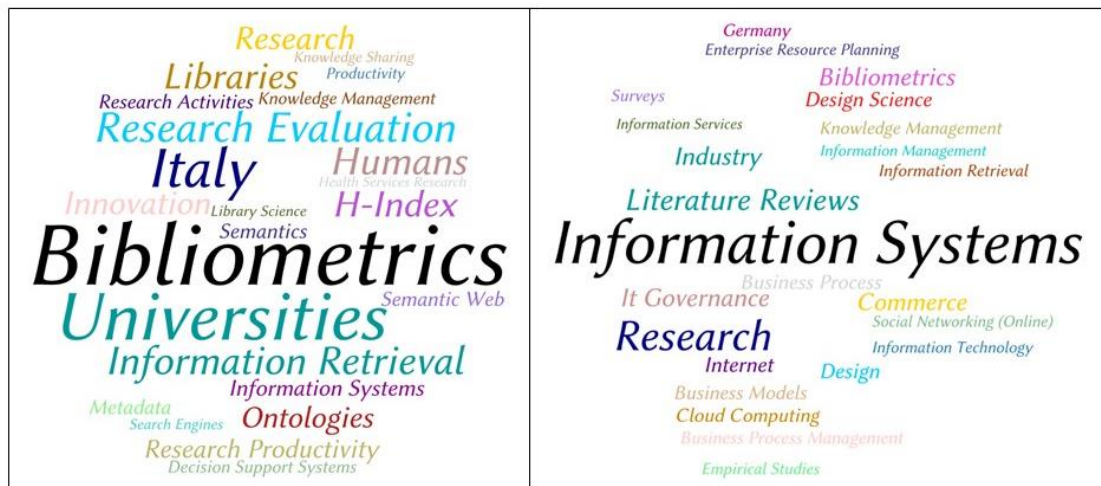 Research
Knowledge Sharing
Libraries
Productivity
Research Activities
Knowledge Management
Research Evaluation
Italy
Humans
Health Services Research
Innovation
Library Science
H-Index
Semantics
Bibliometrics
Semantic Web
Universities
Information Retrieval
Information Systems
Metadata
Ontologies
Search Engines
Research Productivity
Decision Support Systems
Germany
Enterprise Resource Planning
Bibliometrics
Surveys
Design Science
Information Services
Knowledge Management
Industry
Information Management
Information Retrieval
Literature Reviews
Information Systems
Business Process
It Governance
Commerce
Social Networking (Online)
Research
Information Technology
Internet
Design
Business Models
Cloud Computing
Business Process Management
Empirical Studies